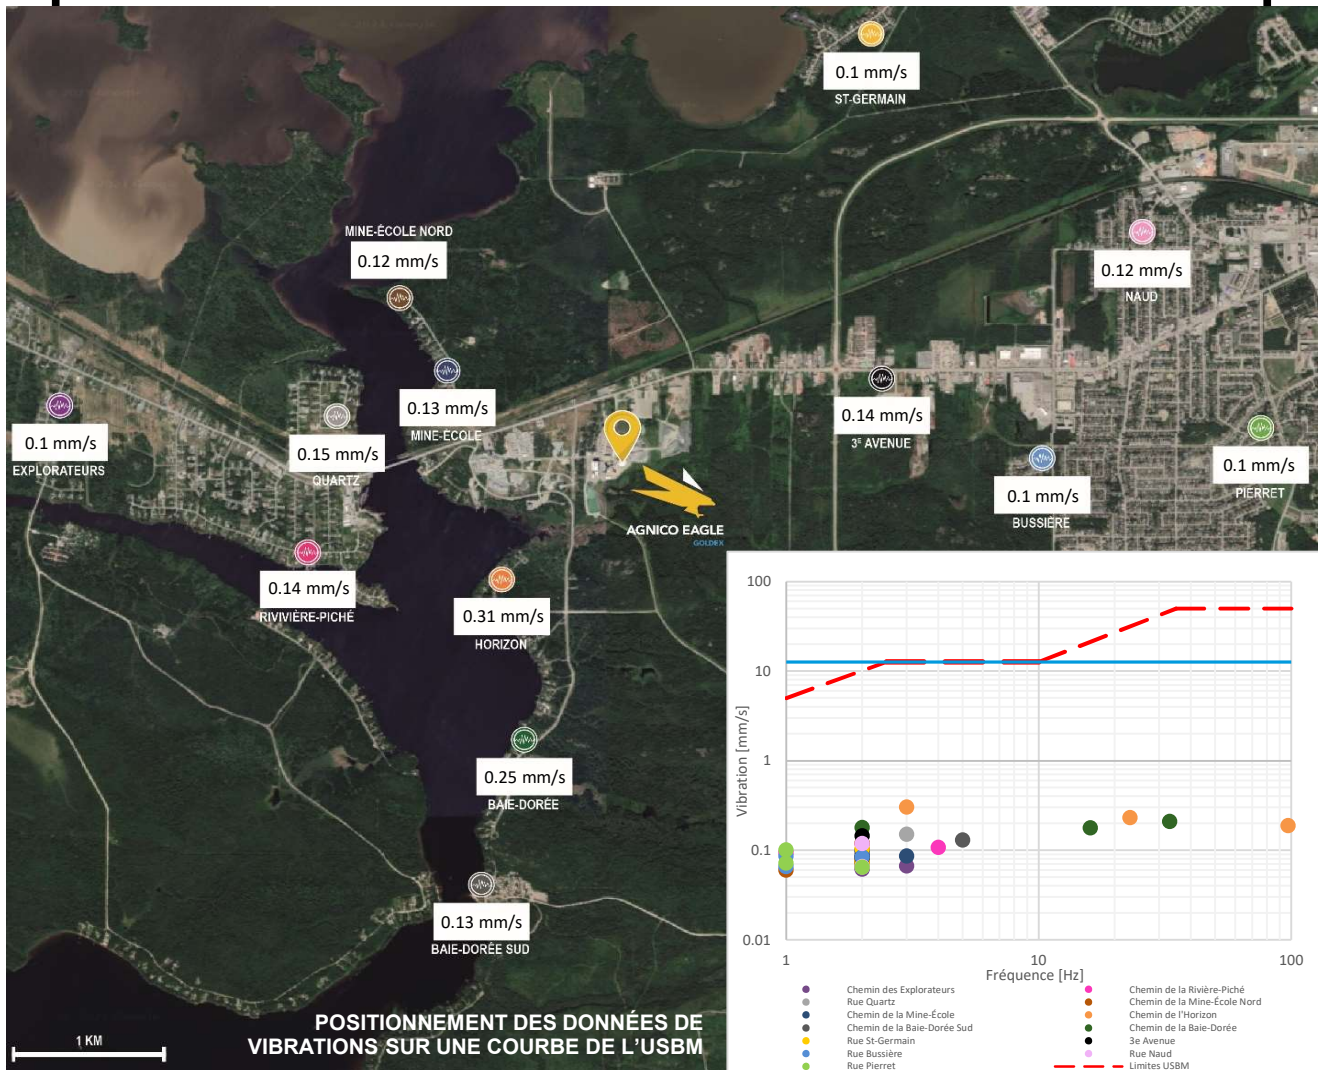 0.1 mm/s
ST-GERMAIN
MINE-ÉCOLE NORD
0.12 mm/s
0.12 mm/s
NAUD
0.13 mm/s
MINE-ÉCOLE
0.14 mm/s
3E AVENUE
0.1 mm/s
EXPLORATEURS
0.15 mm/s
QUARTZ
0.1 mm/s
PIERRET
0.1 mm/s
BUSSIÈRE
AGNICO EAGLE
GOLDEX
0.14 mm/s
RIVIVIÈRE-PICHÉ
0.31 mm/s
HORIZON
0.25 mm/s
BAIE-DORÉE
0.13 mm/s
BAIE-DORÉE SUD
POSITIONNEMENT DES DONNÉES DE
VIBRATIONS SUR UNE COURBE DE L'USBM
1 KM
100
10
1
0.1
0.01
Vibration [mm/s]
1
10
100
Fréquence [Hz]
Chemin des Explorateurs
Chemin de la Rivière-Piché
Rue Quartz
Chemin de la Mine-École Nord
Chemin de la Mine-École
Chemin de l'Horizon
Chemin de la Baie-Dorée Sud
Chemin de la Baie-Dorée
Rue St-Germain
3e Avenue
Rue Bussière
Rue Naud
Rue Pierret
Limites USBM